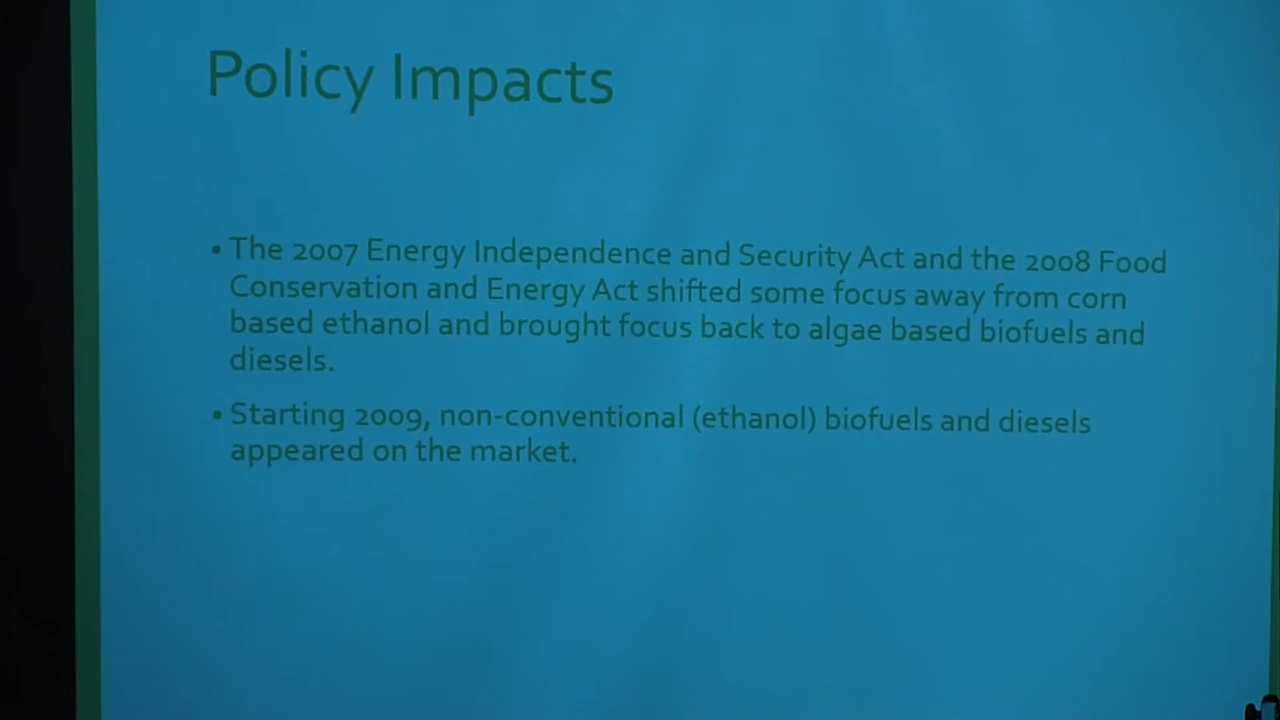 Policy Impacts
• The 2007 Energy Independence and Security Act and the 2008 Food
Conservation and Energy Act shifted some focus away from corn
based ethanol and brought focus back to algae based biofuels and
diesels.
• Starting 2009, non-conventional (ethanol) biofuels and diesels
appeared on the market.